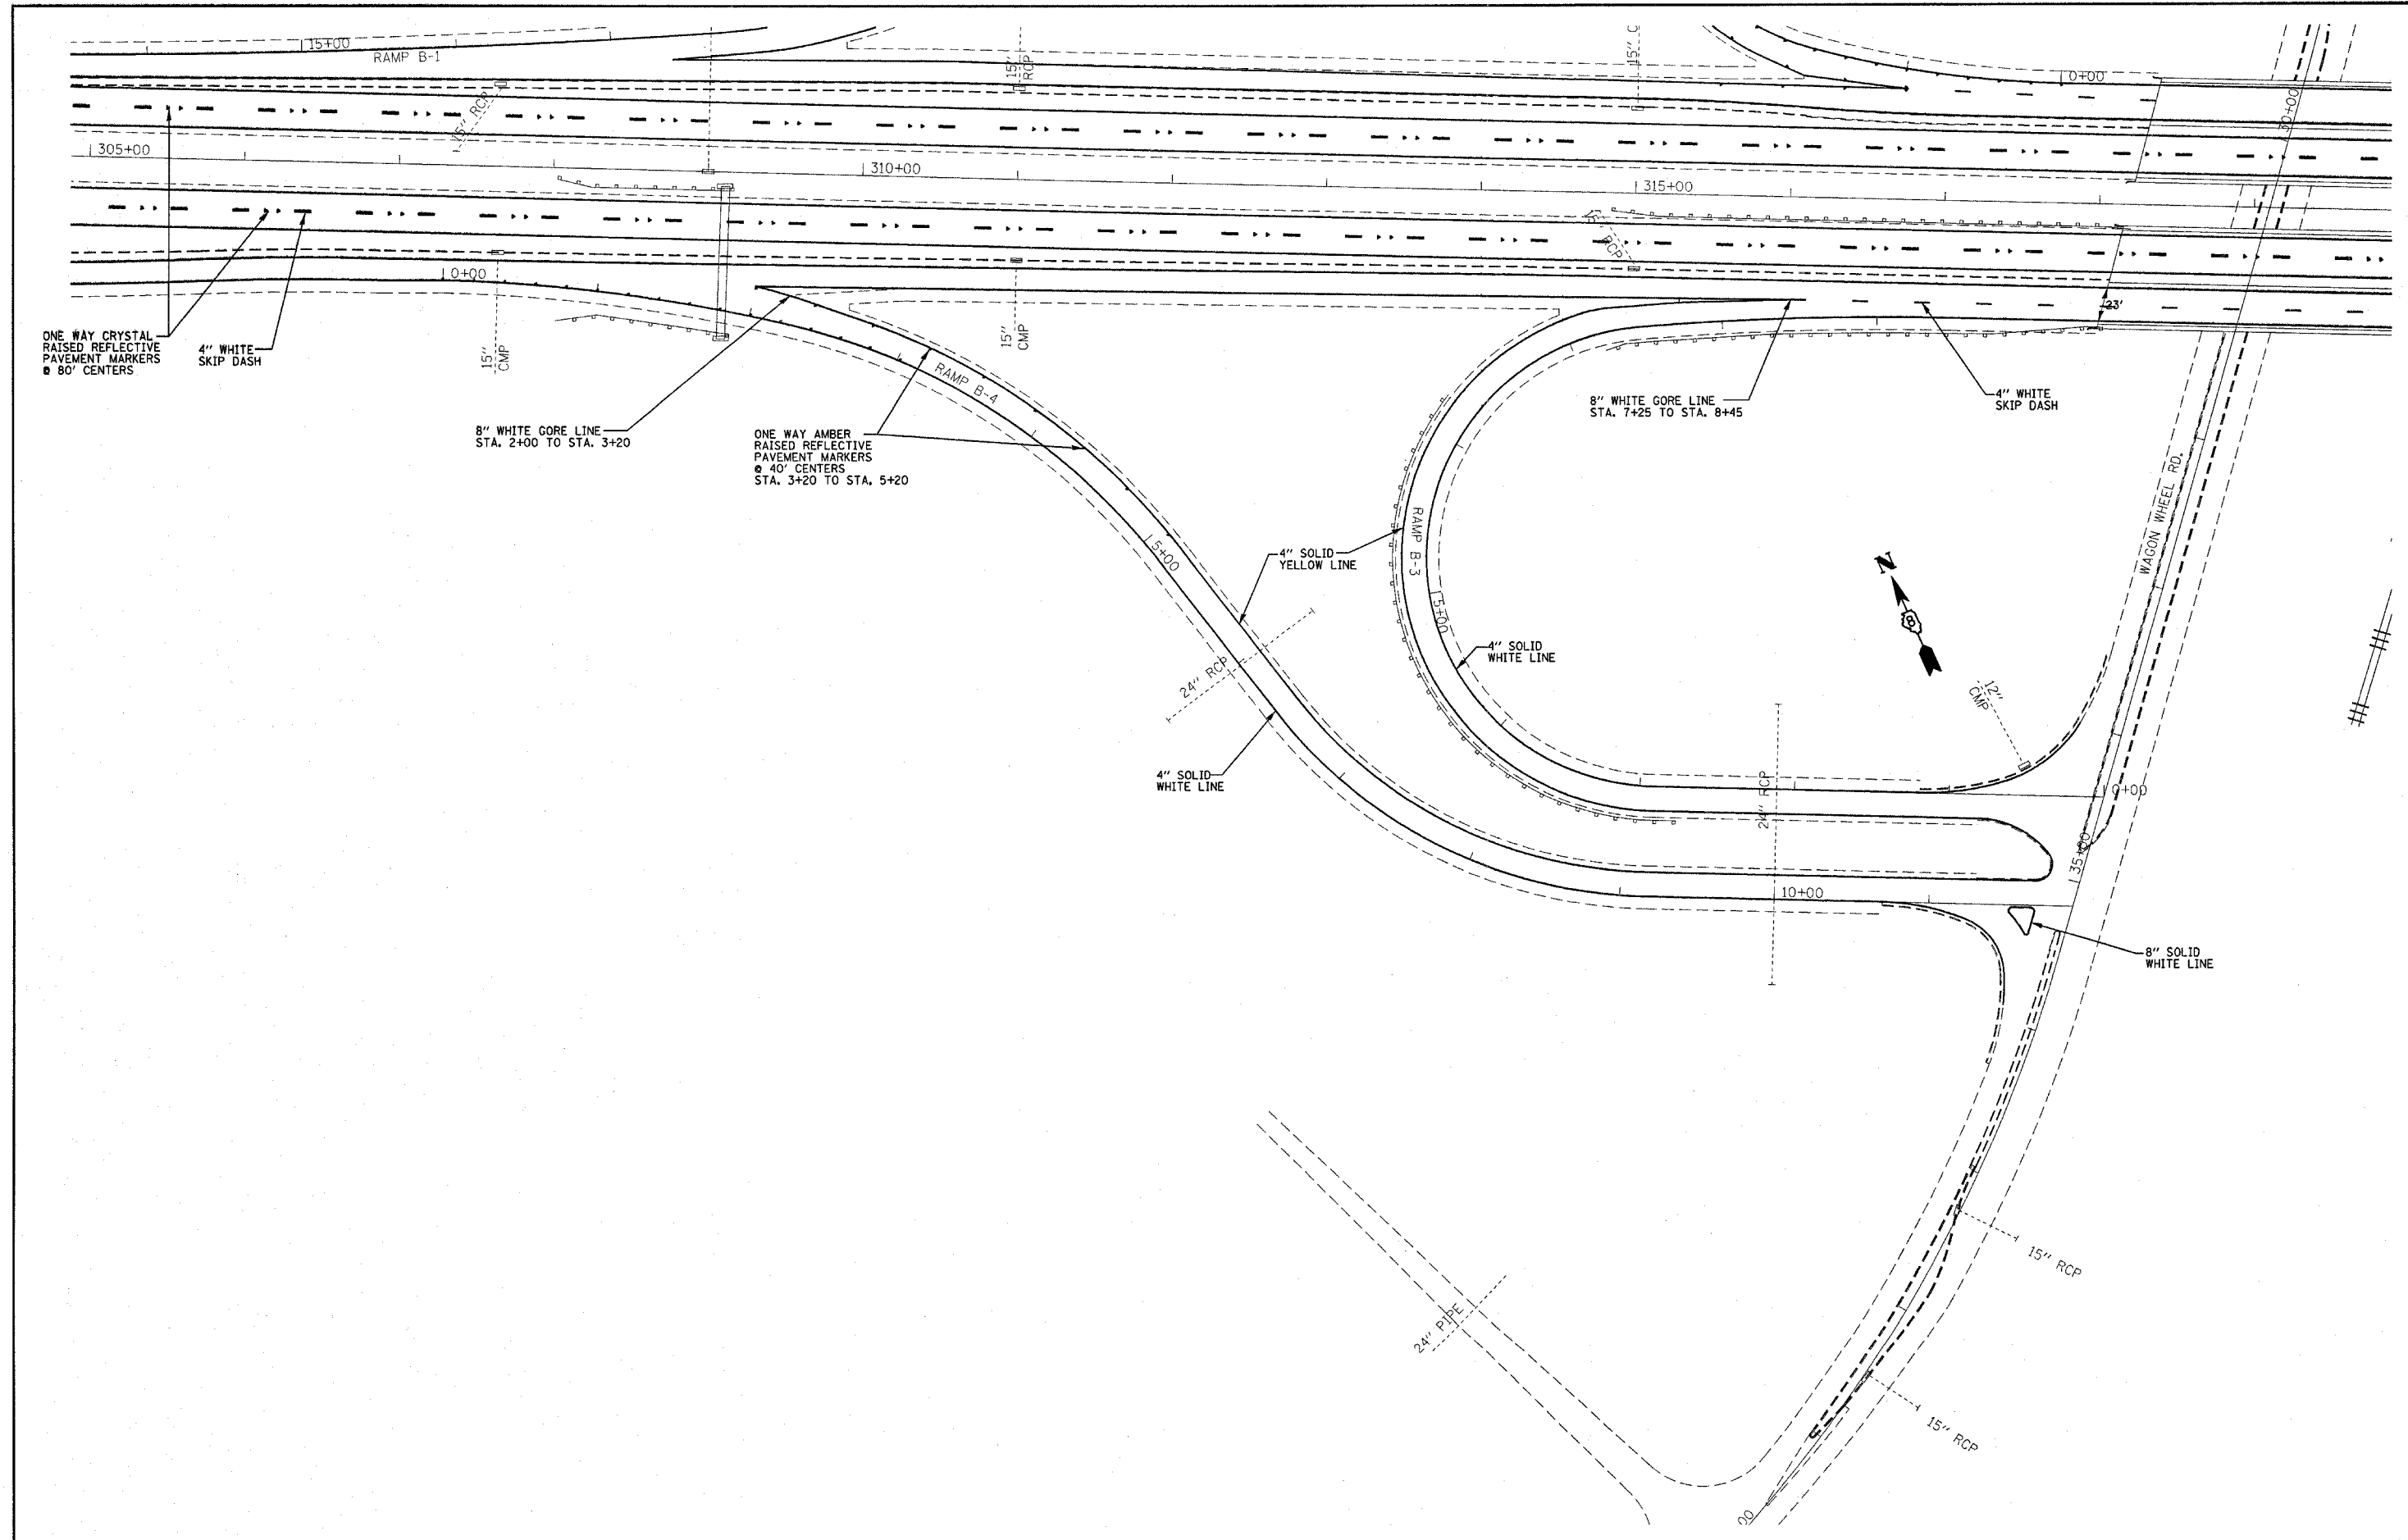 15+00
RAMP B-1
15" RCP
15" RCP
15" C
0+00
30+00
305+00
310+00
315+00
15" RCP
0+00
23'
ONE WAY CRYSTAL
RAISED REFLECTIVE
PAVEMENT MARKERS
@ 80' CENTERS
4" WHITE
SKIP DASH
15"
CMP
15"
CMP
RAMP B-4
8" WHITE GORE LINE
STA. 2+00 TO STA. 3+20
ONE WAY AMBER
RAISED REFLECTIVE
PAVEMENT MARKERS
@ 40' CENTERS
STA. 3+20 TO STA. 5+20
8" WHITE GORE LINE
STA. 7+25 TO STA. 8+45
4" WHITE
SKIP DASH
WAGON WHEEL RD.
5+00
4" SOLID
YELLOW LINE
RAMP B-3
N
8
5+00
4" SOLID
WHITE LINE
24" RCP
12"
CMP
4" SOLID
WHITE LINE
24" RCP
0+00
35+00
10+00
8" SOLID
WHITE LINE
15" RCP
24" PIPE
15" RCP
00